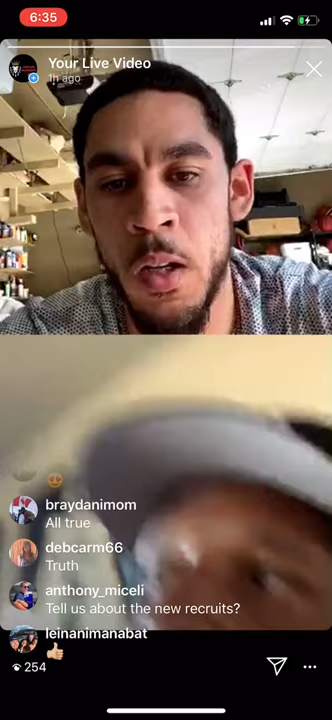 6:35
Your Live Video
1h ago
braydanimom
All true
debcarm66
Truth
anthony_miceli
Tell us about the new recruits?
leinanimanabat
254